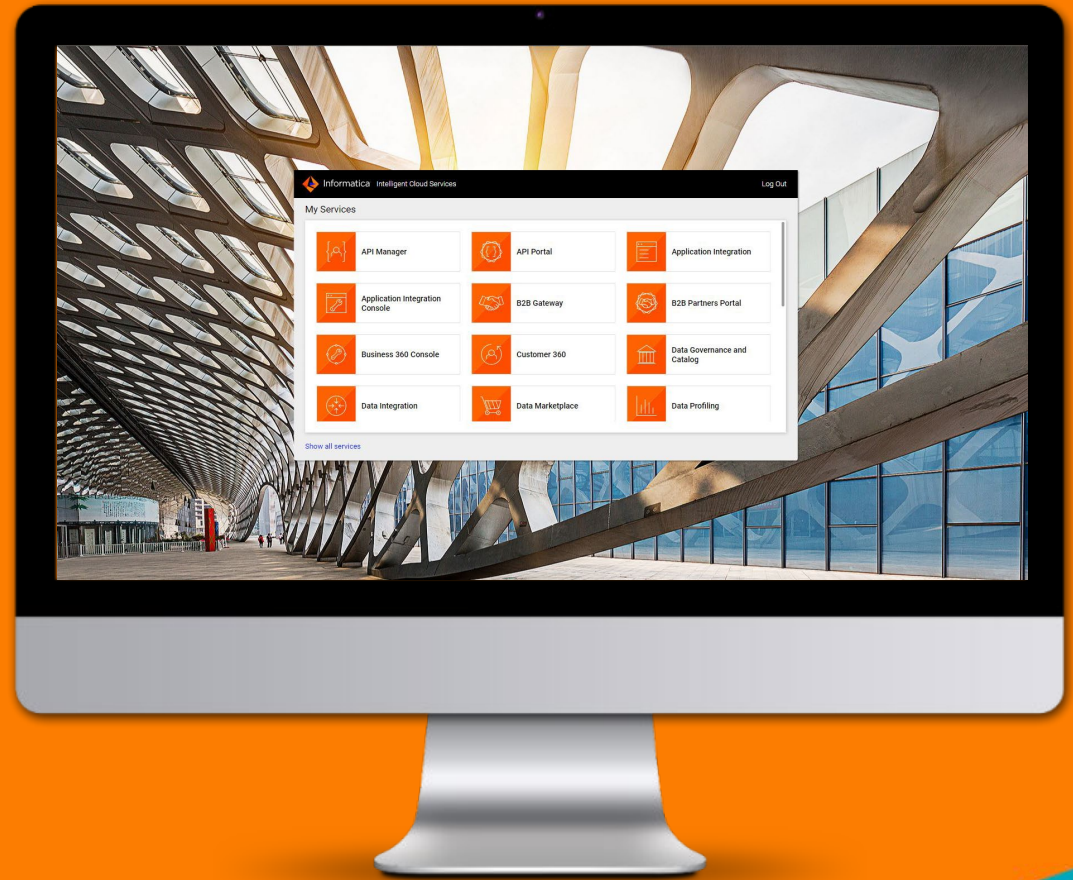 Informatica Intelligent Cloud Services
Log Out
My Services
API Manager
API Portal
Application Integration
Application Integration
Console
B2B Gateway
B2B Partners Portal
Business 360 Console
Customer 360
Data Governance and
Catalog
Data Integration
Data Marketplace
Data Profiling
Show all services